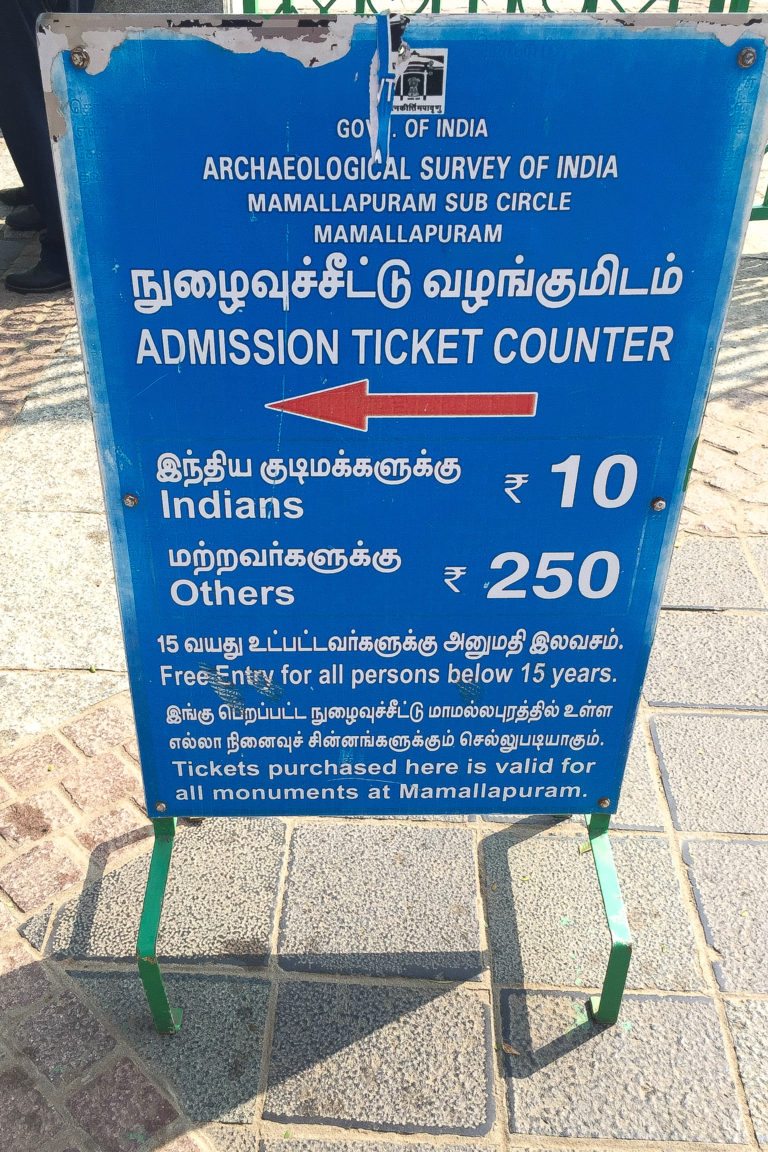 GOVT. OF INDIA
ARCHAEOLOGICAL SURVEY OF INDIA
MAMALLAPURAM SUB CIRCLE
MAMALLAPURAM
நுழைவுச்சீட்டு வழங்குமிடம்
ADMISSION TICKET COUNTER
இந்திய குடிமக்களுக்கு
Indians
₹ 10
மற்றவர்களுக்கு
Others
₹ 250
15 வயது உட்பட்டவர்களுக்கு அனுமதி இலவசம்.
Free Entry for all persons below 15 years.
இங்கு பெறப்பட்ட நுழைவுச்சீட்டு மாமல்லபுரத்தில் உள்ள
எல்லா நினைவுச் சின்னங்களுக்கும் செல்லுபடியாகும்.
Tickets purchased here is valid for
all monuments at Mamallapuram.